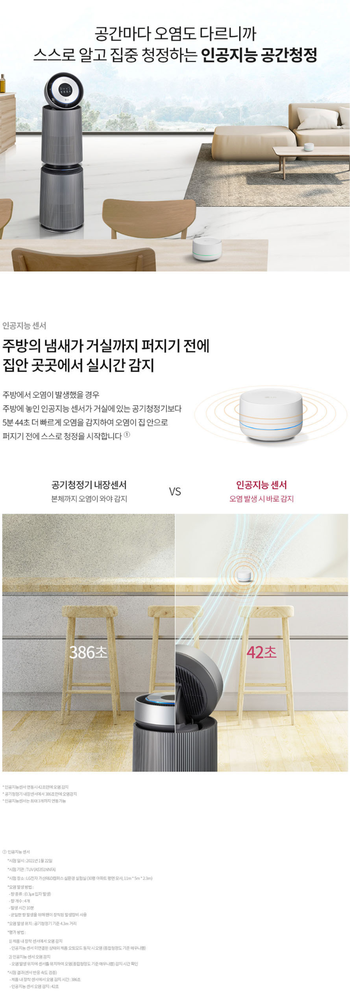 공간마다 오염도 다르니까
스스로 알고 집중 청정하는 인공지능 공간청정
인공지능 센서
주방의 냄새가 거실까지 퍼지기 전에
집안 곳곳에서 실시간 감지
주방에서 오염이 발생했을 경우
주방에 놓인 인공지능 센서가 거실에 있는 공기청정기보다
5분 44초 더 빠르게 오염을 감지하여 오염이 집 안으로
퍼지기 전에 스스로 청정을 시작합니다 ①
공기청정기 내장센서
본체까지 오염이 와야 감지
VS
인공지능 센서
오염 발생 시 바로 감지
386초
42초
* 인공지능센서 연동시 42초만에 오염 감지
* 공기청정기 내장센서에서 386초만에 오염감지
* 인공지능센서는 최대 3개까지 연동가능
① 인공지능 센서
*시험 일시 : 2021년 1월 22일
*시험 기관 : TUV (AS351NNFA)
*시험 장소 : LG전자 가산R&D캠퍼스 실환경 실험실 (30평 아파트 평면 모사, 11m * 5m * 2.3m)
*오염 발생 방법 :
- 향 종류 : (0.3㎛ 입자 발생)
- 향 개수 : 4개
- 발생 시간 10분
- 균일한 향 발생을 위해 팬이 장착된 발생장비 사용
*오염 발생 위치 : 공기청정기 기준 4.3m 거리
*평가 방법 :
1) 제품 내 장착 센서에서 오염 감지
- 인공지능 센서 미연결된 상태의 제품 오토모드 동작 시 오염 (종합청정도 기준 매우나쁨)
2) 인공지능 센서 오염 감지
- 오염 발생 위치에 센서를 위치하여 오염(종합청정도 기준 매우나쁨) 감지 시간 확인
*시험 결과(센서 반응 속도 검증)
- 제품 내 장착 센서에서 오염 감지 시간 : 386초
- 인공지능 센서 오염 감지 : 42초